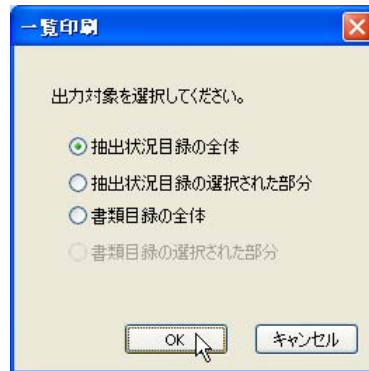 一覧印刷
出力対象を選択してください。
抽出状況目録の全体
抽出状況目録の選択された部分
書類目録の全体
書類目録の選択された部分
OK
キャンセル